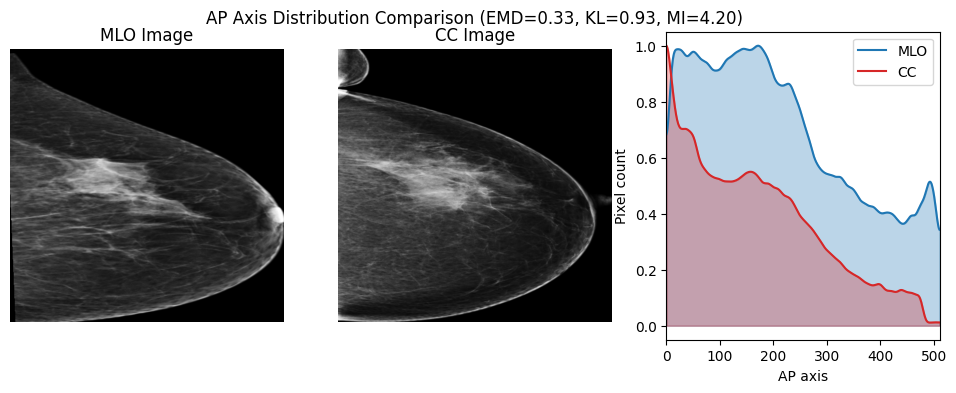 AP Axis Distribution Comparison (EMD=0.33, KL=0.93, MI=4.20)
MLO Image
CC Image
MLO
CC
Pixel count
1.0
0.8
0.6
0.4
0.2
0.0
0 100 200 300 400 500
AP axis